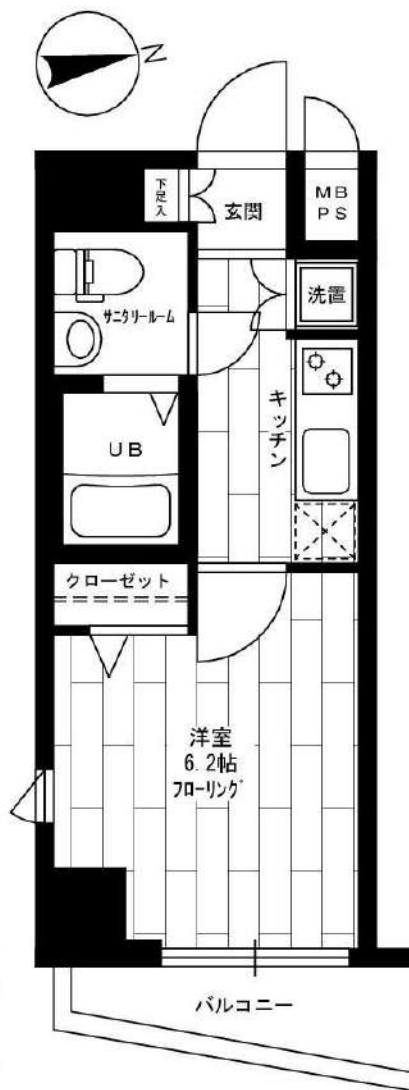 N
下足入
玄関
MB
PS
サニタリールーム
洗置
キッチン
UB
クローゼット
洋室
6.2帖
フローリング
バルコニー